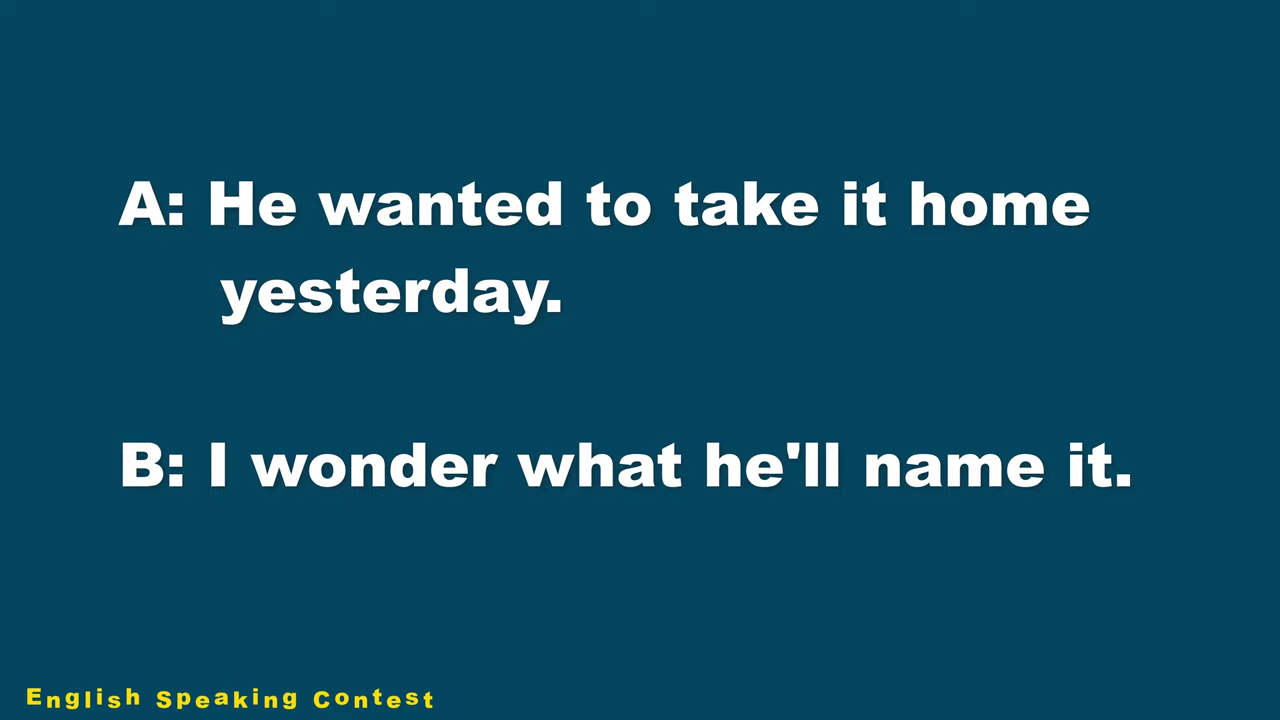 A: He wanted to take it home
yesterday.
B: I wonder what he'll name it.
English Speaking Contest